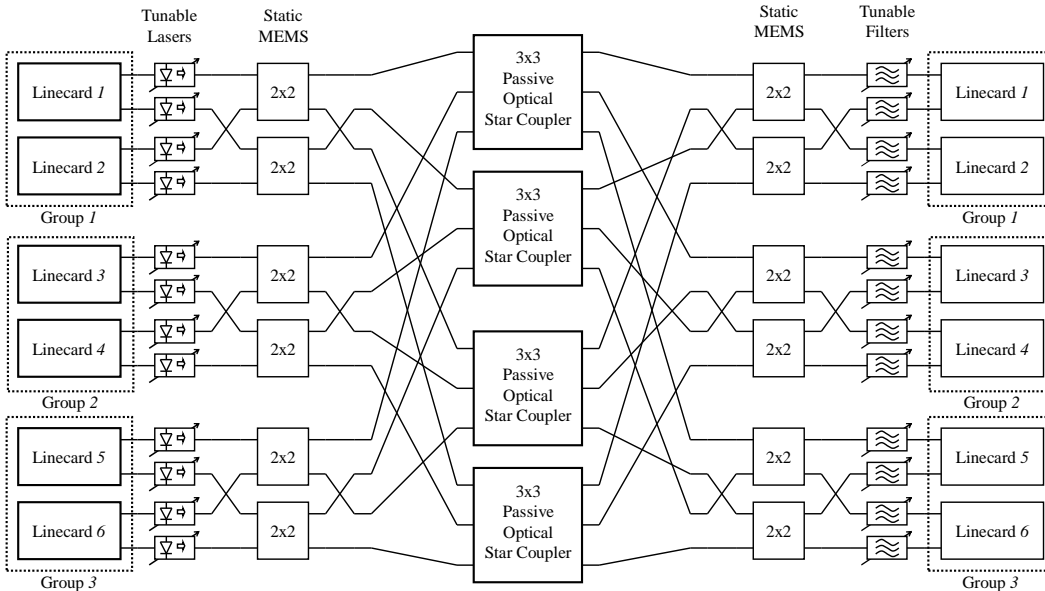 Tunable
Lasers
Static
MEMS
Static
MEMS
Tunable
Filters
Linecard 1
Linecard 2
Group 1
2x2
2x2
3x3
Passive
Optical
Star Coupler
2x2
2x2
Linecard 1
Linecard 2
Group 1
Linecard 3
Linecard 4
Group 2
2x2
2x2
3x3
Passive
Optical
Star Coupler
2x2
2x2
Linecard 3
Linecard 4
Group 2
3x3
Passive
Optical
Star Coupler
Linecard 5
Linecard 6
Group 3
2x2
2x2
3x3
Passive
Optical
Star Coupler
2x2
2x2
Linecard 5
Linecard 6
Group 3